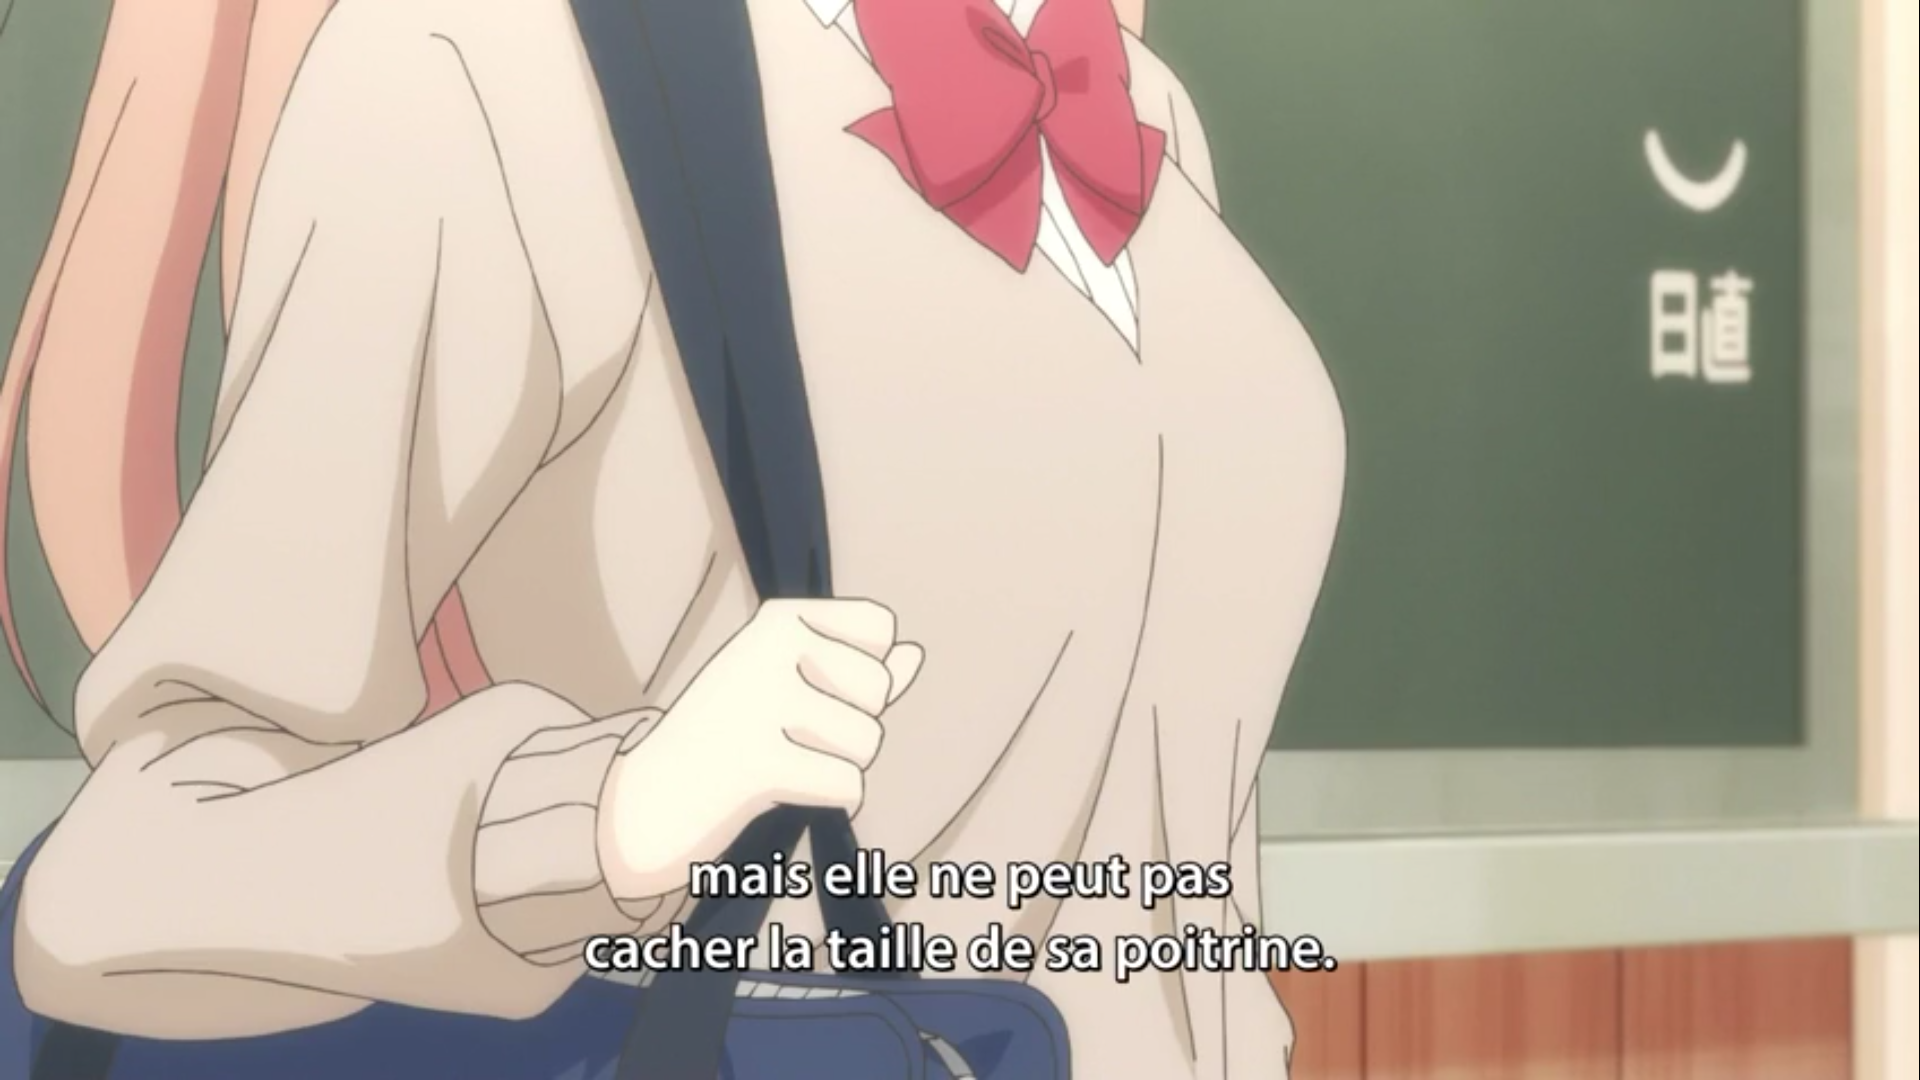 日直
mais elle ne peut pas
cacher la taille de sa poitrine.